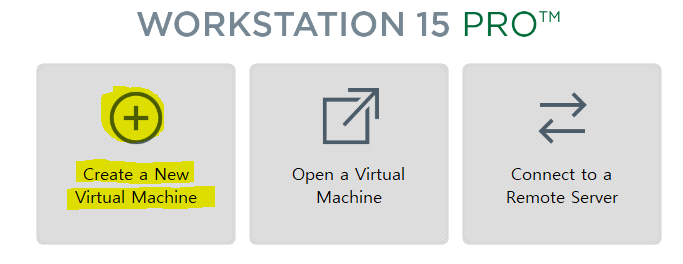 WORKSTATION 15 PRO™
Create a New
Virtual Machine
Open a Virtual
Machine
Connect to a
Remote Server